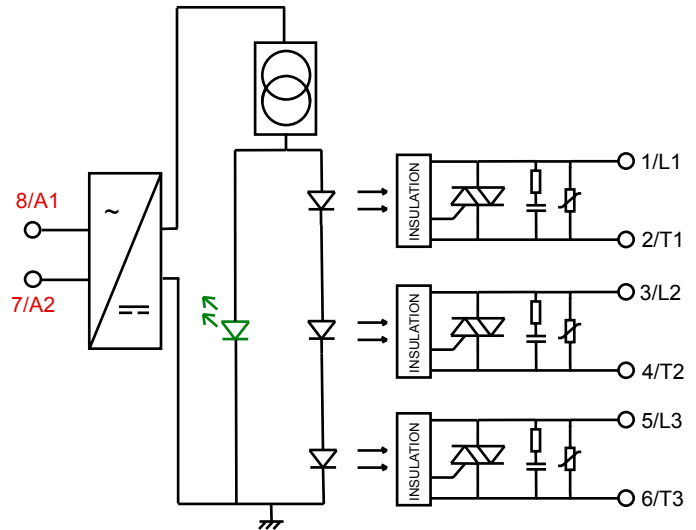 8/A1
7/A2
~
INSULATION
1/L1
2/T1
INSULATION
3/L2
4/T2
INSULATION
5/L3
6/T3